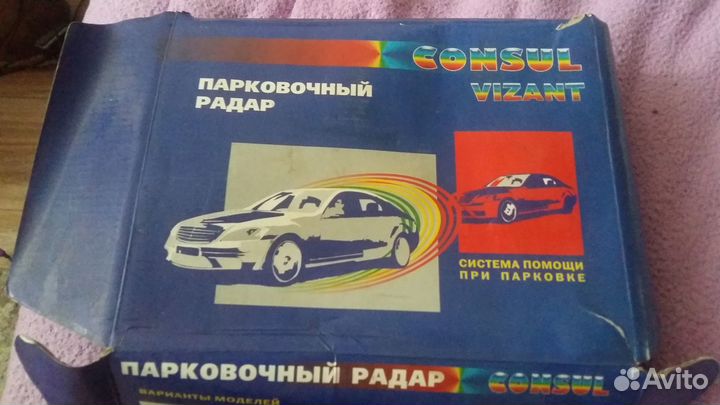 CONSUL
VIZANT
ПАРКОВОЧНЫЙ
РАДАР
СИСТЕМА ПОМОЩИ
ПРИ ПАРКОВКЕ
ПАРКОВОЧНЫЙ РАДАР CONSUL
ВАРИАНТЫ МОДЕЛЕЙ
Avito